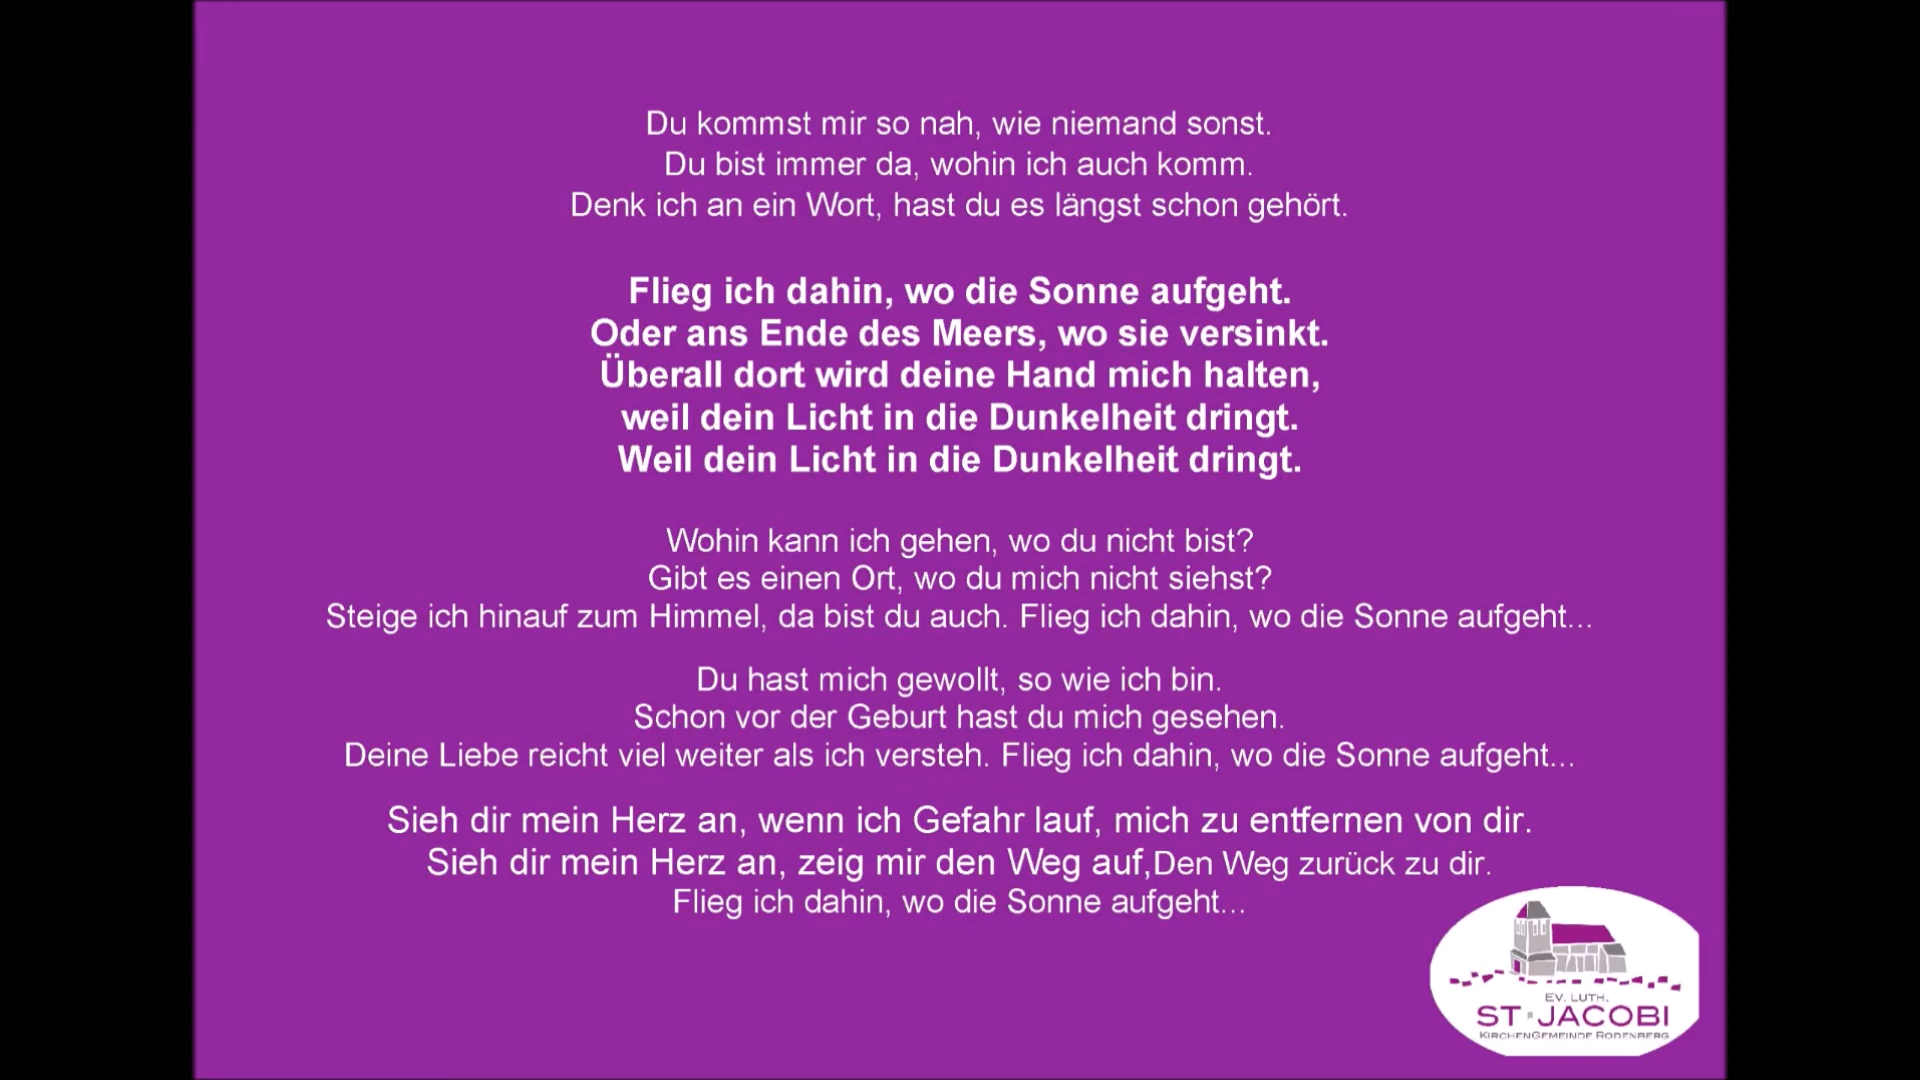 Du kommst mir so nah, wie niemand sonst.
Du bist immer da, wohin ich auch komm.
Denk ich an ein Wort, hast du es längst schon gehört.
Flieg ich dahin, wo die Sonne aufgeht.
Oder ans Ende des Meers, wo sie versinkt.
Überall dort wird deine Hand mich halten,
weil dein Licht in die Dunkelheit dringt.
Weil dein Licht in die Dunkelheit dringt.
Wohin kann ich gehen, wo du nicht bist?
Gibt es einen Ort, wo du mich nicht siehst?
Steige ich hinauf zum Himmel, da bist du auch. Flieg ich dahin, wo die Sonne aufgeht...
Du hast mich gewollt, so wie ich bin.
Schon vor der Geburt hast du mich gesehen.
Deine Liebe reicht viel weiter als ich versteh. Flieg ich dahin, wo die Sonne aufgeht...
Sieh dir mein Herz an, wenn ich Gefahr lauf, mich zu entfernen von dir.
Sieh dir mein Herz an, zeig mir den Weg auf,Den Weg zurück zu dir.
Flieg ich dahin, wo die Sonne aufgeht...
EV. LUTH.
ST·JACOBI
KIRCHENGEMEINDE RODENBERG